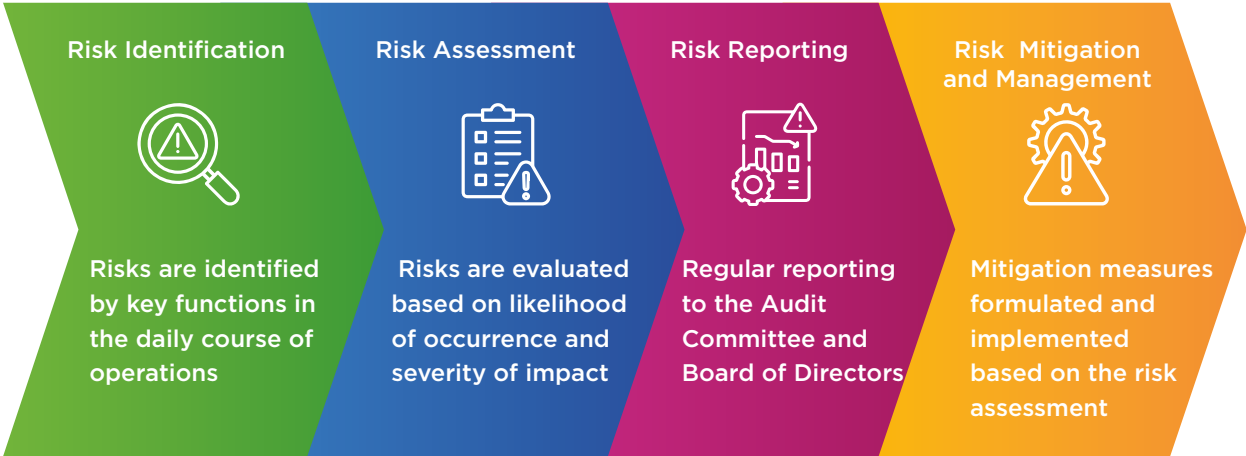 Risk Identification
Risks are identified
by key functions in
the daily course of
operations
Risk Assessment
Risks are evaluated
based on likelihood
of occurrence and
severity of impact
Risk Reporting
Regular reporting
to the Audit
Committee and
Board of Directors
Risk Mitigation
and Management
Mitigation measures
formulated and
implemented
based on the risk
assessment